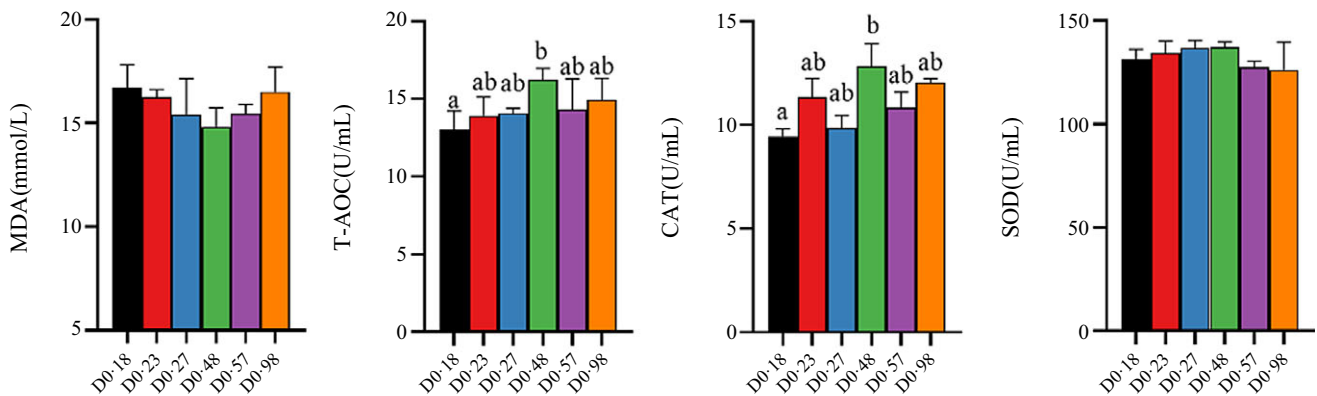 MDA(mmol/L)
20
15
10
5
D0·18
D0·23
D0·27
D0·48
D0·57
D0·98
T-AOC(U/mL)
20
15
10
5
0
a
ab
ab
b
ab
ab
D0·18
D0·23
D0·27
D0·48
D0·57
D0·98
CAT(U/mL)
15
10
5
0
a
ab
ab
b
ab
ab
D0·18
D0·23
D0·27
D0·48
D0·57
D0·98
SOD(U/mL)
150
100
50
0
D0·18
D0·23
D0·27
D0·48
D0·57
D0·98